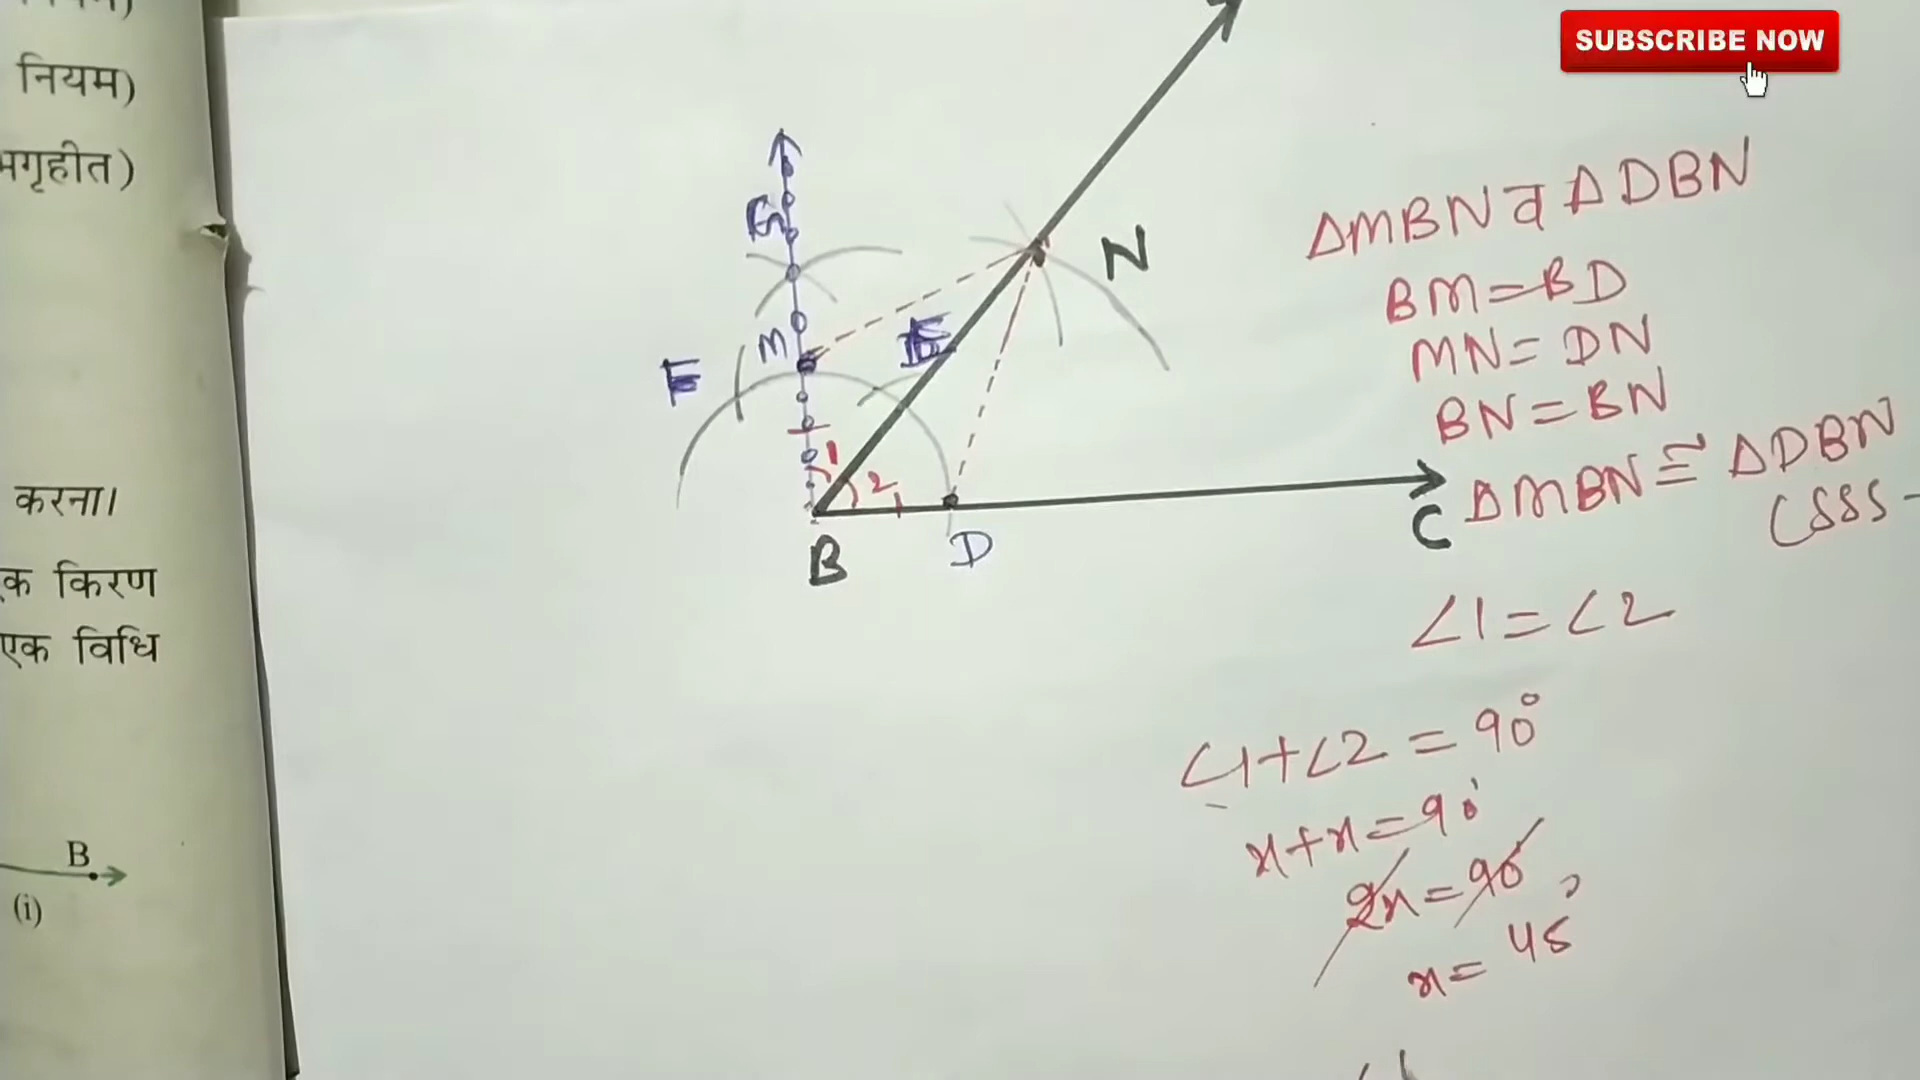 SUBSCRIBE NOW
नियम)
करना।
किरण
एक विधि
B
(i)
G
M
E
F
N
1
2
B
D
C
ΔMBN व ΔDBN
BM=BD
MN=DN
BN=BN
ΔMBN≅ΔDBN
(SSS-
∠1=∠2
∠1+∠2=90°
x+x=90°
2x=90°
x=45